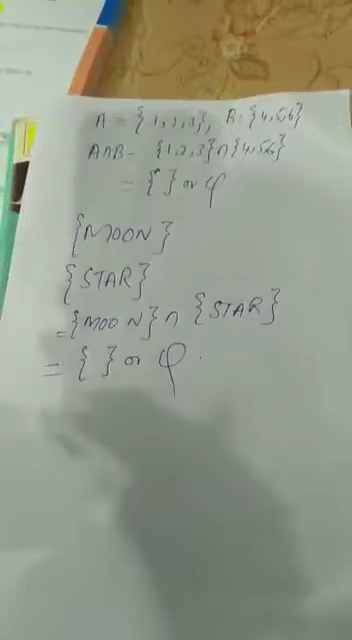 A = {1,2,3}, B={4,5,6}
A∩B= {1,2,3}∩{4,5,6}
= {} or φ
{MOON}
{STAR}
={MOON}∩ {STAR}
= { } or φ.